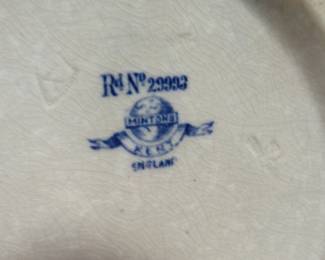 Rd No 29993
MINTONS
KENT
ENGLAND